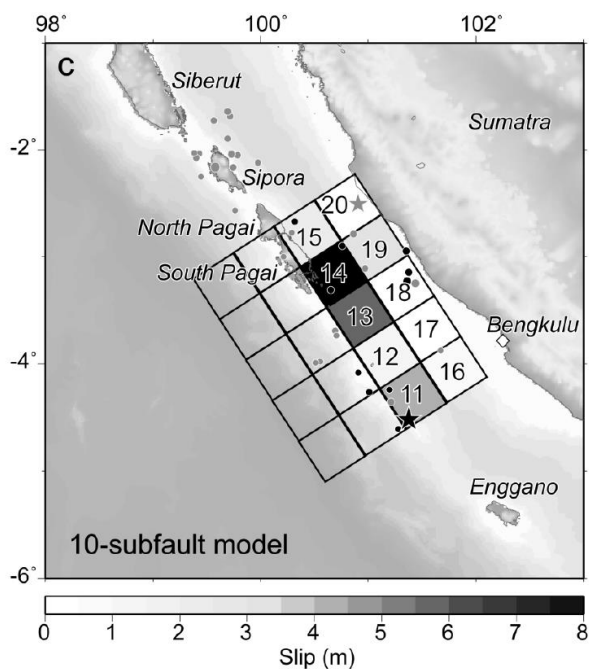 98° 100° 102°
C
Siberut
Sumatra
-2°
Sipora
20
North Pagai
15
19
South Pagai
14
18
13
Bengkulu
17
-4°
12
16
11
Enggano
10-subfault model
-6°
0 1 2 3 4 5 6 7 8
Slip (m)